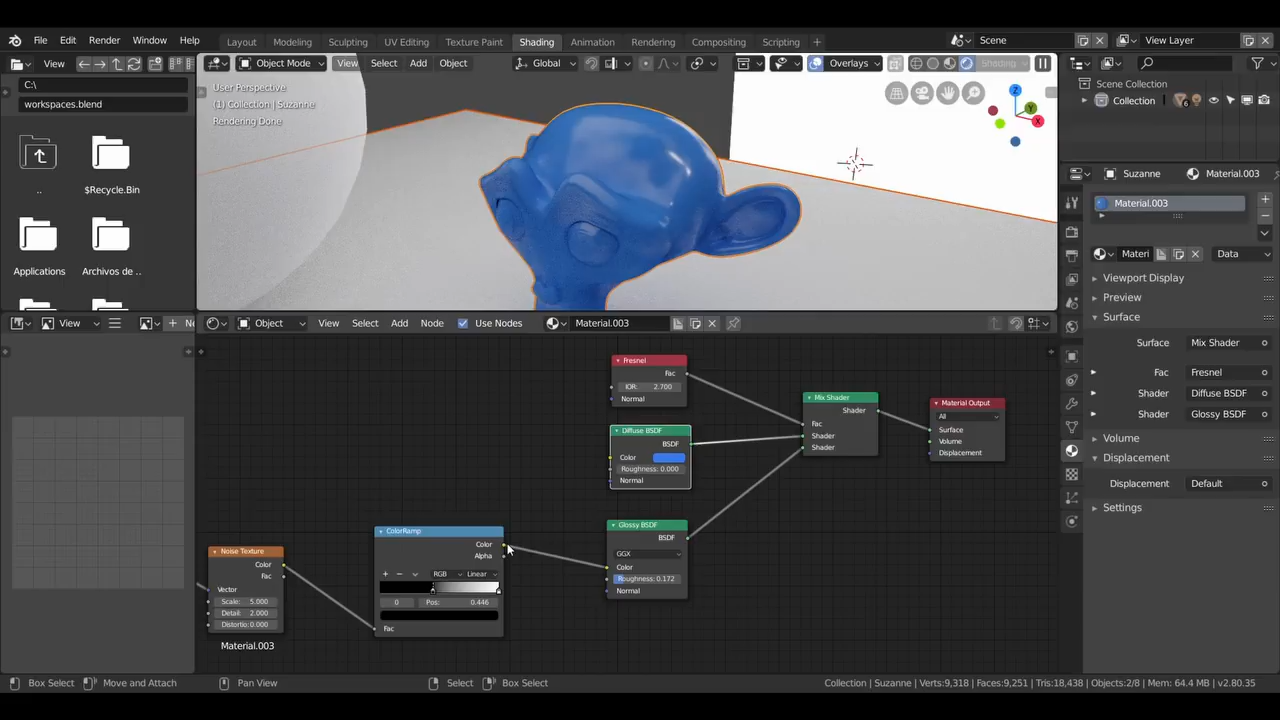 File Edit Render Window Help
Layout Modeling Sculpting UV Editing Texture Paint Shading Animation Rendering Compositing Scripting +
Scene
View Layer
View
Object Mode View Select Add Object
Global
Overlays
Shading
C:\
workspaces.blend
..
$Recycle.Bin
Applications
Archivos de ..
User Perspective
(1) Collection | Suzanne
Rendering Done
Z
Y
X
Scene Collection
Collection
6
Suzanne
Material.003
Material.003
Materi
Data
Viewport Display
Preview
Surface
Surface Mix Shader
Fac Fresnel
Shader Diffuse BSDF
Shader Glossy BSDF
Volume
Displacement
Displacement Default
Settings
View
Ne
Object View Select Add Node Use Nodes
Material.003
Fresnel
Fac
IOR: 2.700
Normal
Diffuse BSDF
BSDF
Color
Roughness: 0.000
Normal
Glossy BSDF
BSDF
GGX
Color
Roughness: 0.172
Normal
Mix Shader
Shader
Fac
Shader
Shader
Material Output
All
Surface
Volume
Displacement
ColorRamp
Color
Alpha
RGB Linear
0 Pos: 0.446
Fac
Noise Texture
Color
Fac
Vector
Scale: 5.000
Detail: 2.000
Distortio:0.000
Material.003
Box Select Move and Attach Pan View Select Box Select
Collection | Suzanne | Verts:9,318 | Faces:9,251 | Tris:18,438 | Objects:2/8 | Mem: 64.4 MB | v2.80.35